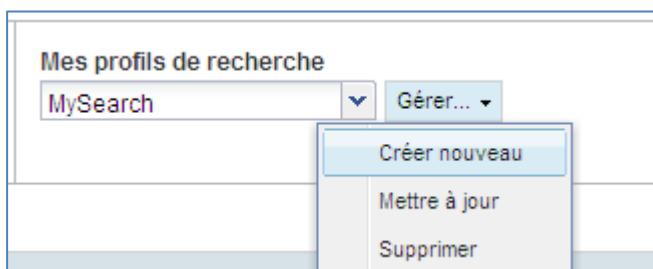 Mes profils de recherche
MySearch Gérer...
Créer nouveau
Mettre à jour
Supprimer